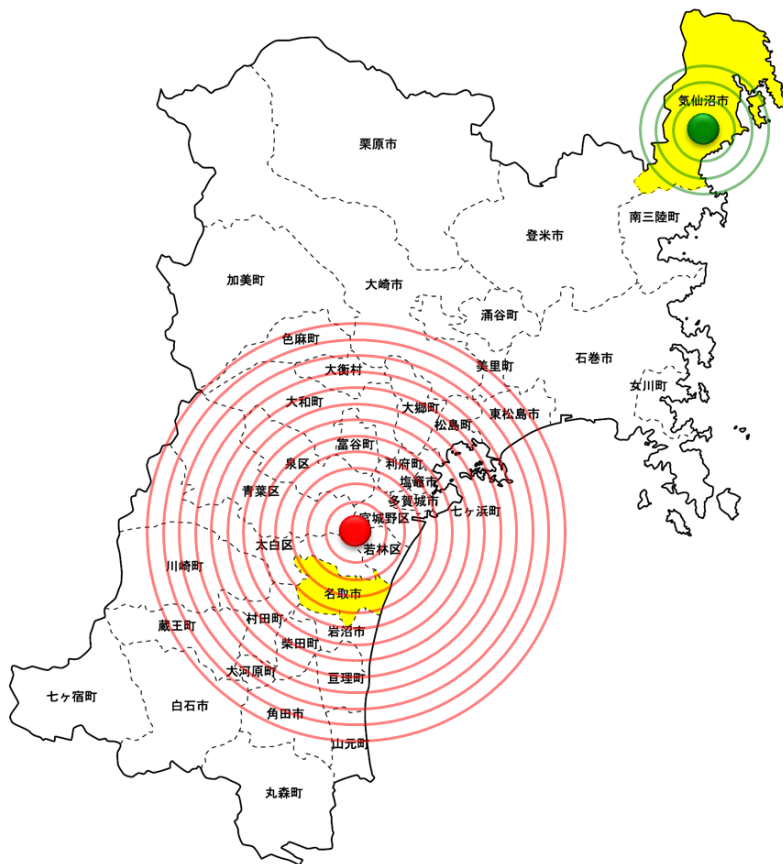 気仙沼市
栗原市
南三陸町
登米市
加美町
大崎市
涌谷町
色麻町
石巻市
美里町
大衡村
女川町
大和町
大郷町
東松島市
松島町
富谷町
泉区
利府町
塩竈市
青葉区
多賀城市
七ヶ浜町
宮城野区
太白区
若林区
川崎町
名取市
村田町
蔵王町
岩沼市
柴田町
大河原町
亘理町
七ヶ宿町
白石市
角田市
山元町
丸森町